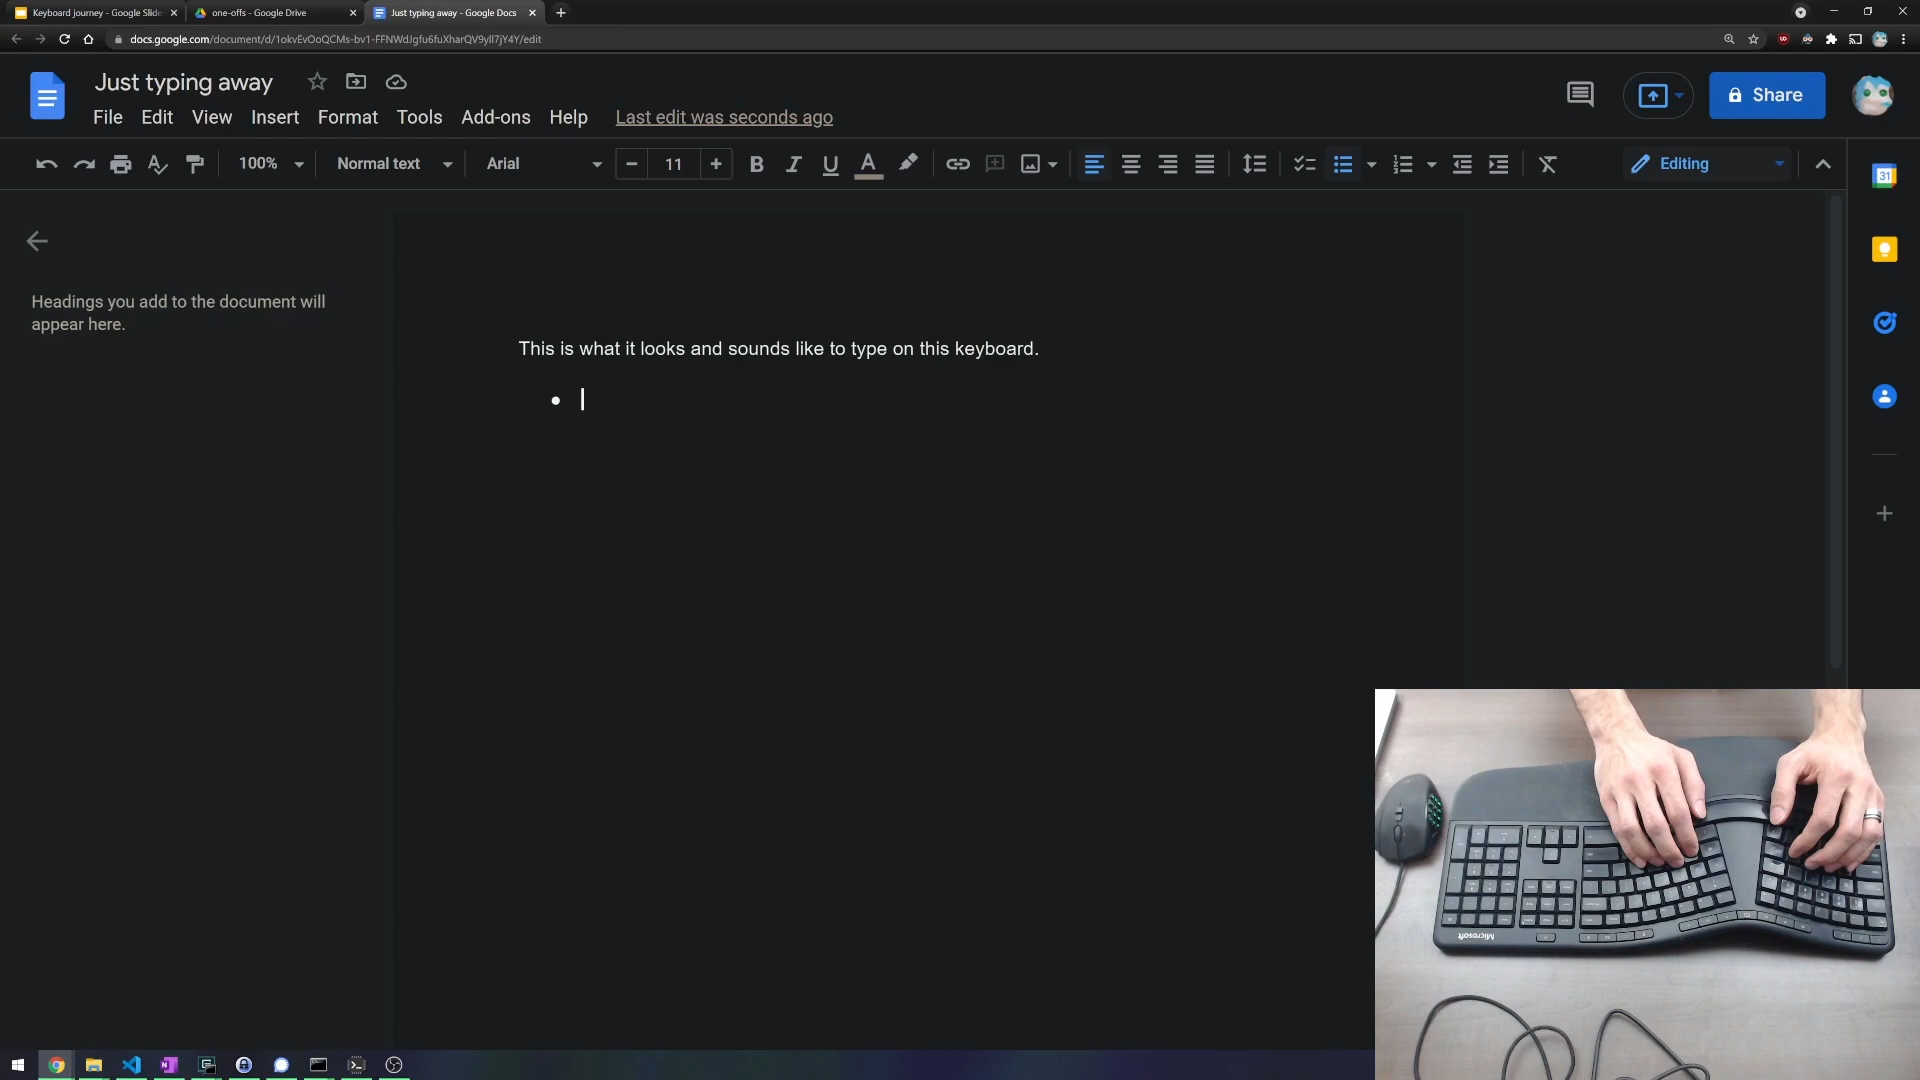 Keyboard journey - Google Slide
one-offs - Google Drive
Just typing away - Google Docs
docs.google.com/document/d/1okvEvOoQCMs-bv1-FFNWdJgfu6fuXharQV9yII7jY4Y/edit
Just typing away
File Edit View Insert Format Tools Add-ons Help Last edit was seconds ago
Share
100% Normal text Arial 11 Editing
31
Headings you add to the document will
appear here.
This is what it looks and sounds like to type on this keyboard.
Microsoft